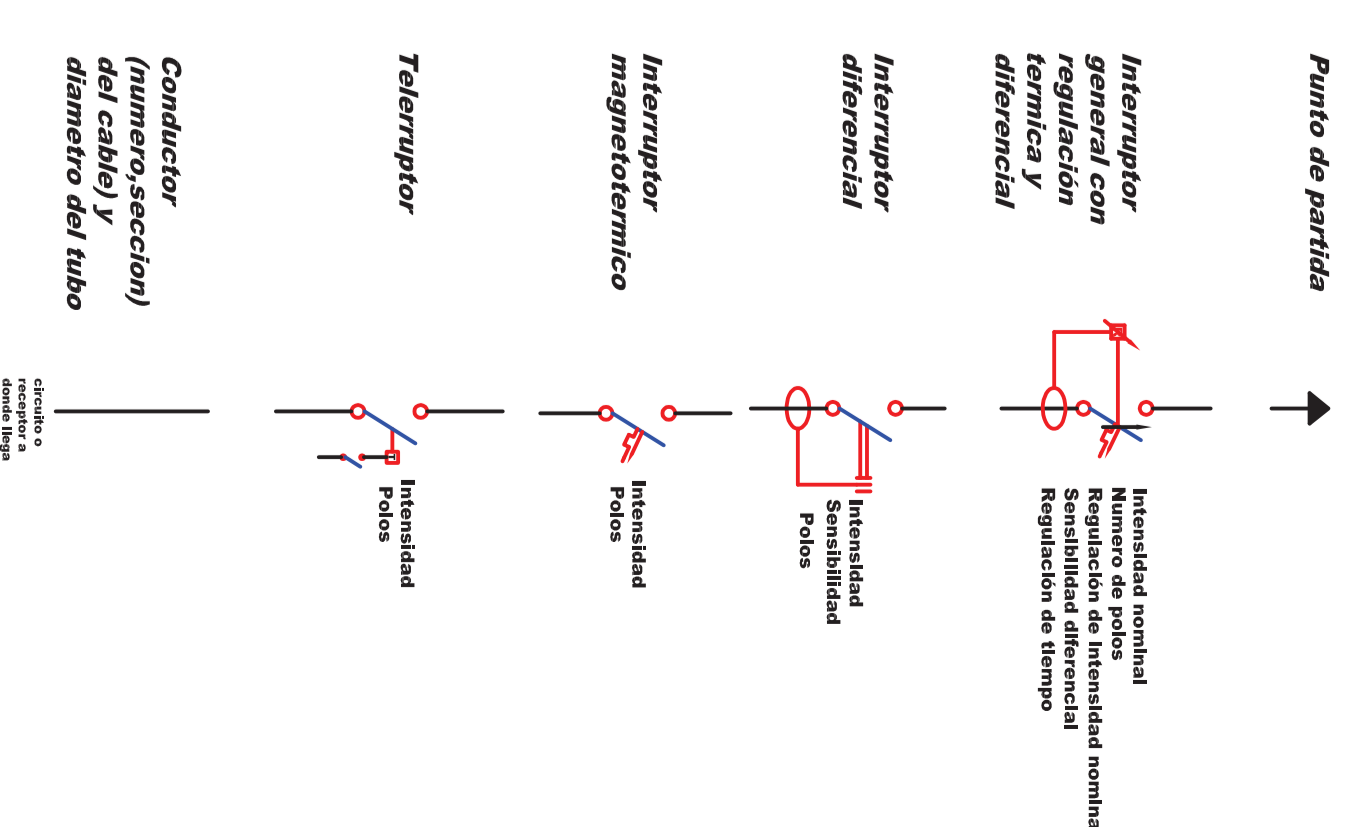 Punto de partida
Interruptor
general con
regulación
termica y
diferencial
Intensidad nominal
Numero de polos
Regulación de Intensidad nomina
Sensibilidad diferencial
Regulación de tiempo
Interruptor
diferencial
Intensidad
Sensibilidad
Polos
Interruptor
magnetotermico
Intensidad
Polos
Telerruptor
T
Intensidad
Polos
Conductor
(numero,seccion)
del cable) y
diametro del tubo
circuito o
receptor a
donde llega